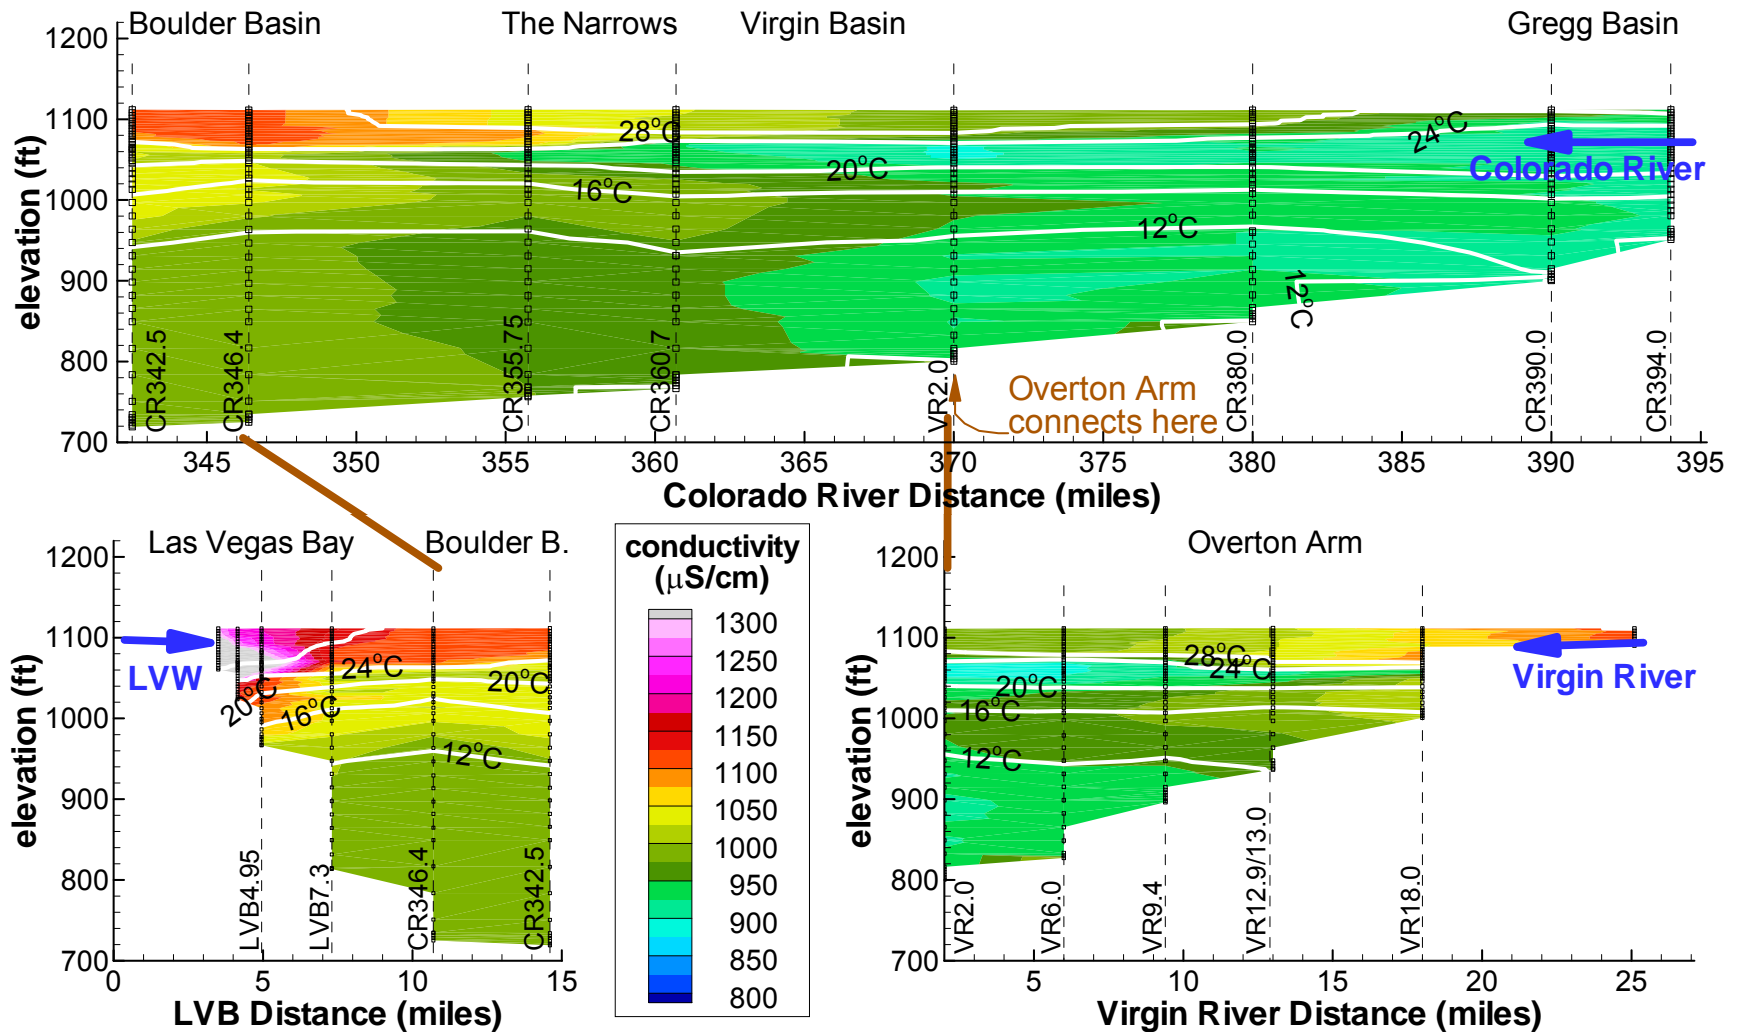 Boulder Basin The Narrows Virgin Basin Gregg Basin
1200
1100
1000
900
800
700
elevation (ft)
28°C
24°C
20°C
16°C
12°C
12°C
Colorado River
CR342.5
CR346.4
CR355.75
CR360.7
VR2.0
CR380.0
CR390.0
CR394.0
Overton Arm
connects here
345 350 355 360 365 370 375 380 385 390 395
Colorado River Distance (miles)
Las Vegas Bay Boulder B.
1200
1100
1000
900
800
700
elevation (ft)
LVW
24°C
20°C
20°C
16°C
12°C
LVB4.95
LVB7.3
CR346.4
CR342.5
0 5 10 15
LVB Distance (miles)
conductivity
(μS/cm)
1300
1250
1200
1150
1100
1050
1000
950
900
850
800
Overton Arm
1200
1100
1000
900
800
700
elevation (ft)
28°C
24°C
20°C
16°C
12°C
Virgin River
VR2.0
VR6.0
VR9.4
VR12.9/13.0
VR18.0
5 10 15 20 25
Virgin River Distance (miles)